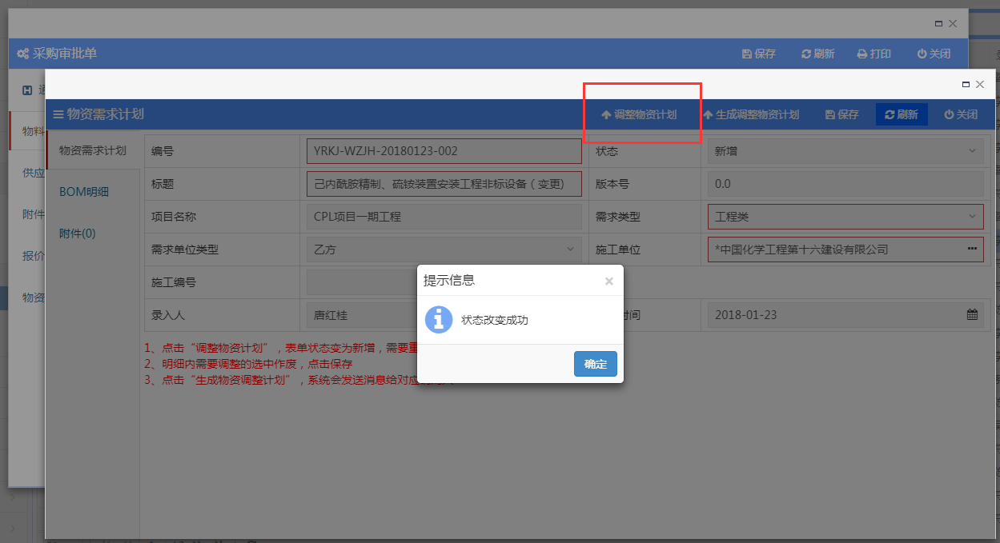 采购审批单 保存 刷新 打印 关闭
物资需求计划 调整物资计划 生成调整物资计划 保存 刷新 关闭
物料
供应
附件
报价
物资
物资需求计划
BOM明细
附件(0)
编号 YRKJ-WZJH-20180123-002 状态 新增
标题 己内酰胺精制、硫铵装置安装工程非标设备（变更) 版本号 0.0
项目名称 CPL项目一期工程 需求类型 工程类
需求单位类型 乙方 施工单位 *中国化学工程第十六建设有限公司
施工编号
录入人 唐红桂 时间 2018-01-23
提示信息
状态改变成功
确定
1、点击“调整物资计划”，表单状态变为新增，需要重
2、明细内需要调整的选中作废，点击保存
3、点击“生成物资调整计划”，系统会发送消息给对应